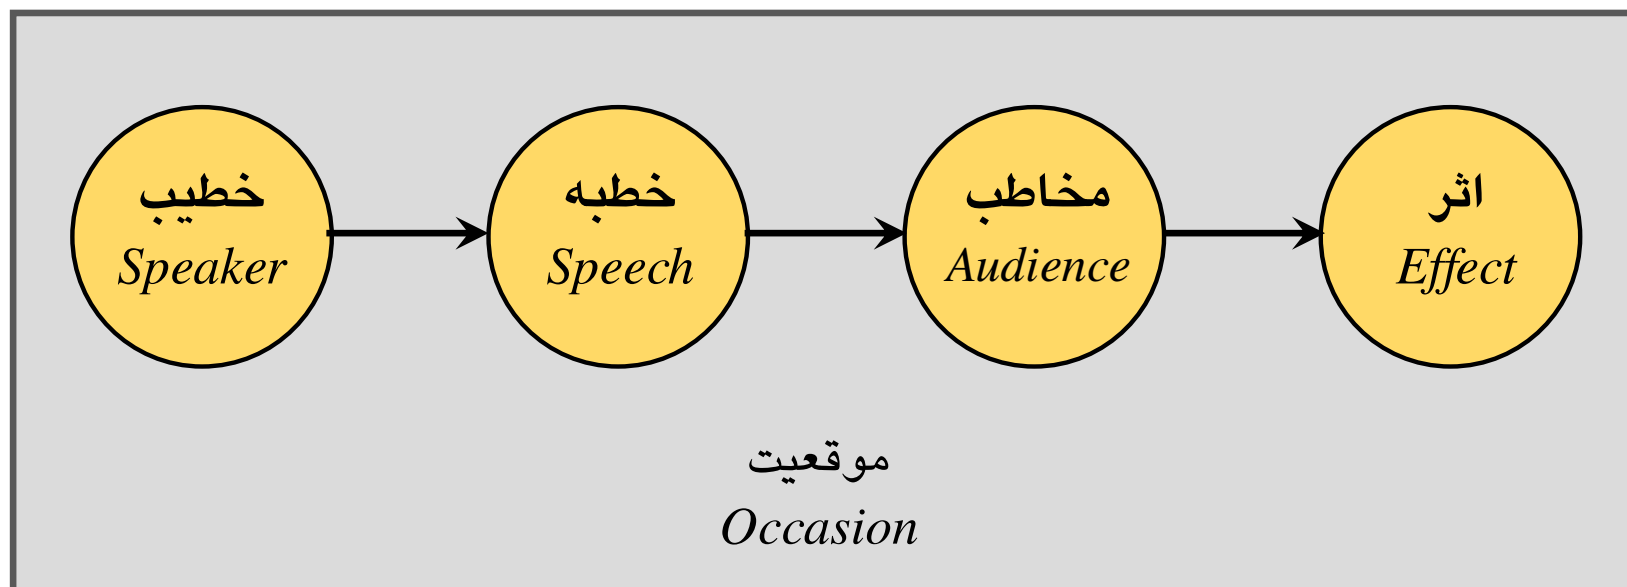 خطیب
Speaker
خطبه
Speech
مخاطب
Audience
اثر
Effect
موقعیت
Occasion